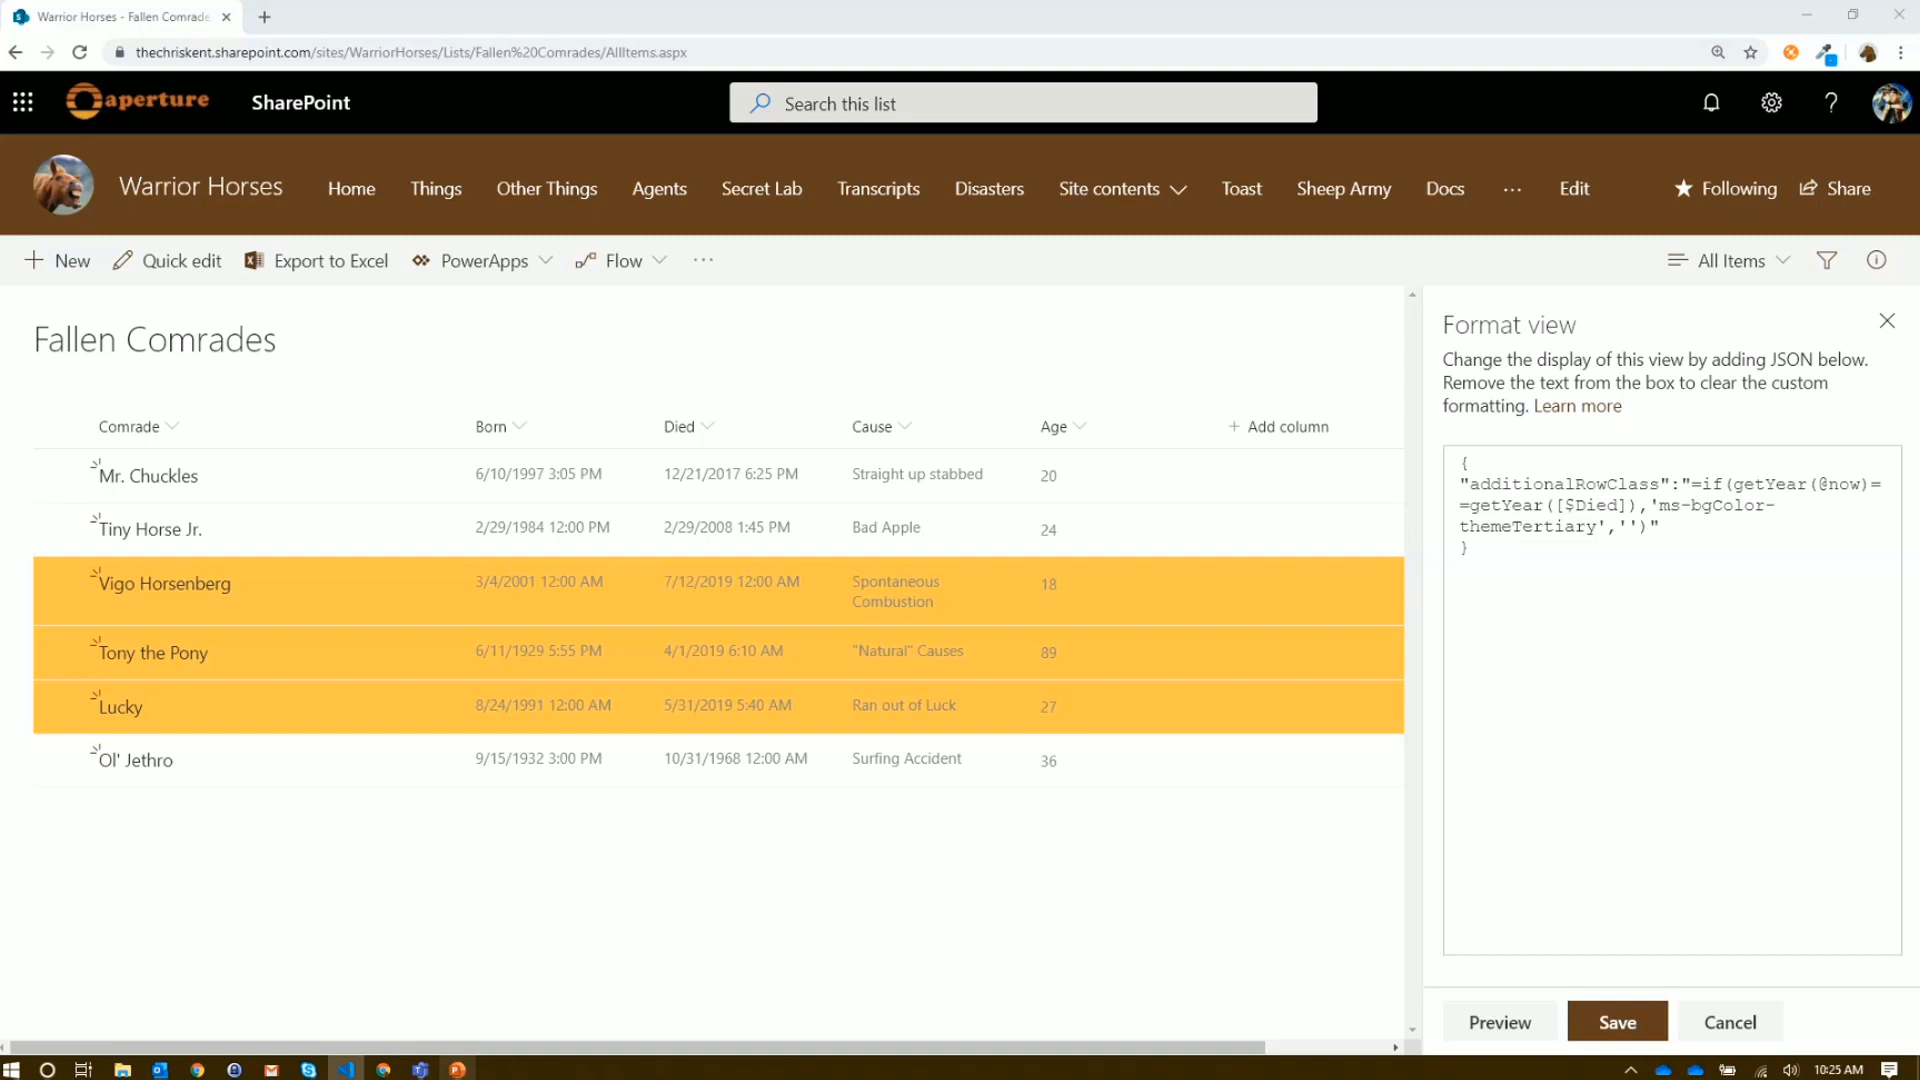 Warrior Horses - Fallen Comrade
thechriskent.sharepoint.com/sites/WarriorHorses/Lists/Fallen%20Comrades/AllItems.aspx
aperture
SharePoint
Search this list
Warrior Horses
Home
Things
Other Things
Agents
Secret Lab
Transcripts
Disasters
Site contents
Toast
Sheep Army
Docs
···
Edit
Following
Share
New
Quick edit
Export to Excel
PowerApps
Flow
···
All Items
Fallen Comrades
Comrade Born Died Cause Age + Add column
Mr. Chuckles 6/10/1997 3:05 PM 12/21/2017 6:25 PM Straight up stabbed 20
Tiny Horse Jr. 2/29/1984 12:00 PM 2/29/2008 1:45 PM Bad Apple 24
Vigo Horsenberg 3/4/2001 12:00 AM 7/12/2019 12:00 AM Spontaneous 18
Combustion
Tony the Pony 6/11/1929 5:55 PM 4/1/2019 6:10 AM "Natural" Causes 89
Lucky 8/24/1991 12:00 AM 5/31/2019 5:40 AM Ran out of Luck 27
Ol' Jethro 9/15/1932 3:00 PM 10/31/1968 12:00 AM Surfing Accident 36
Format view
Change the display of this view by adding JSON below.
Remove the text from the box to clear the custom
formatting. Learn more
{
"additionalRowClass":"=if(getYear(@now)=
=getYear([$Died]),'ms-bgColor-
themeTertiary','')"
}
Preview
Save
Cancel
10:25 AM